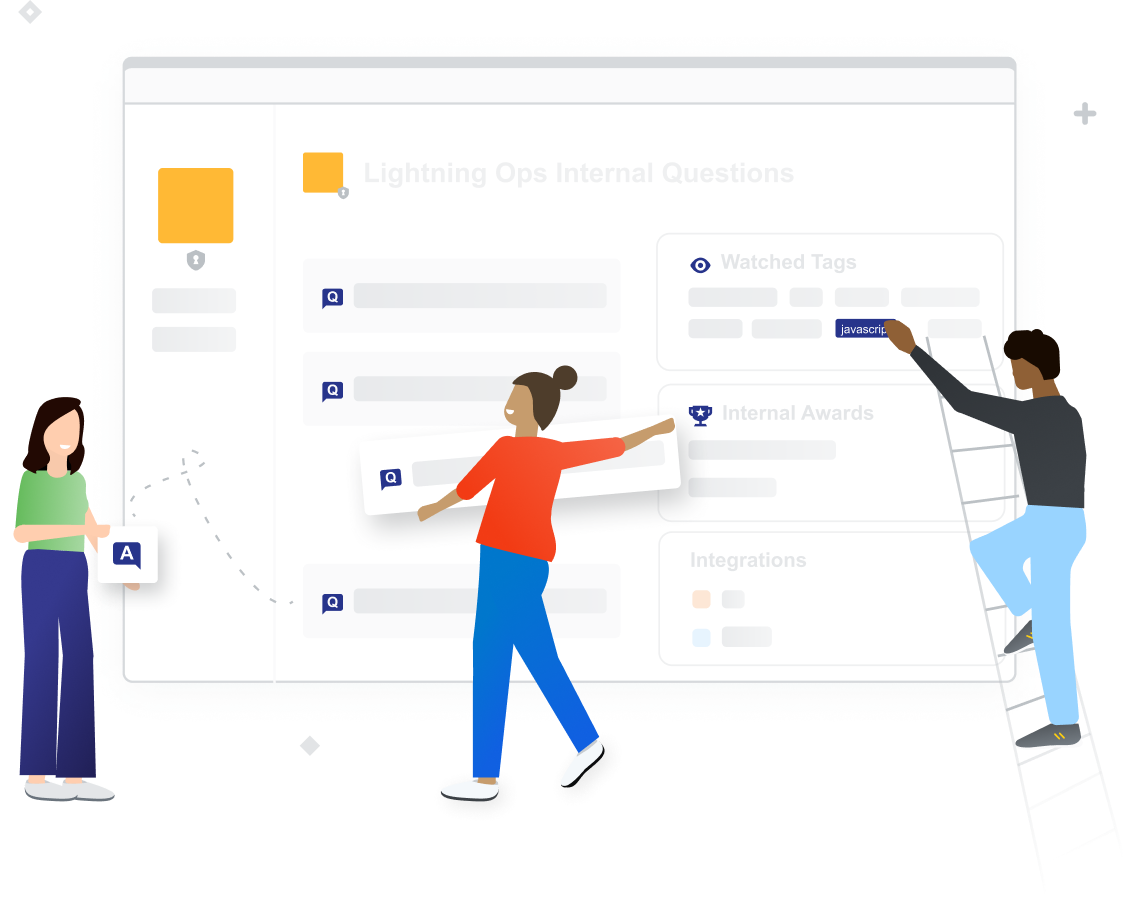 Lightning Ops Internal Questions
Watched Tags
Q
javascrip
Q
Internal Awards
Q
A
Integrations
Q